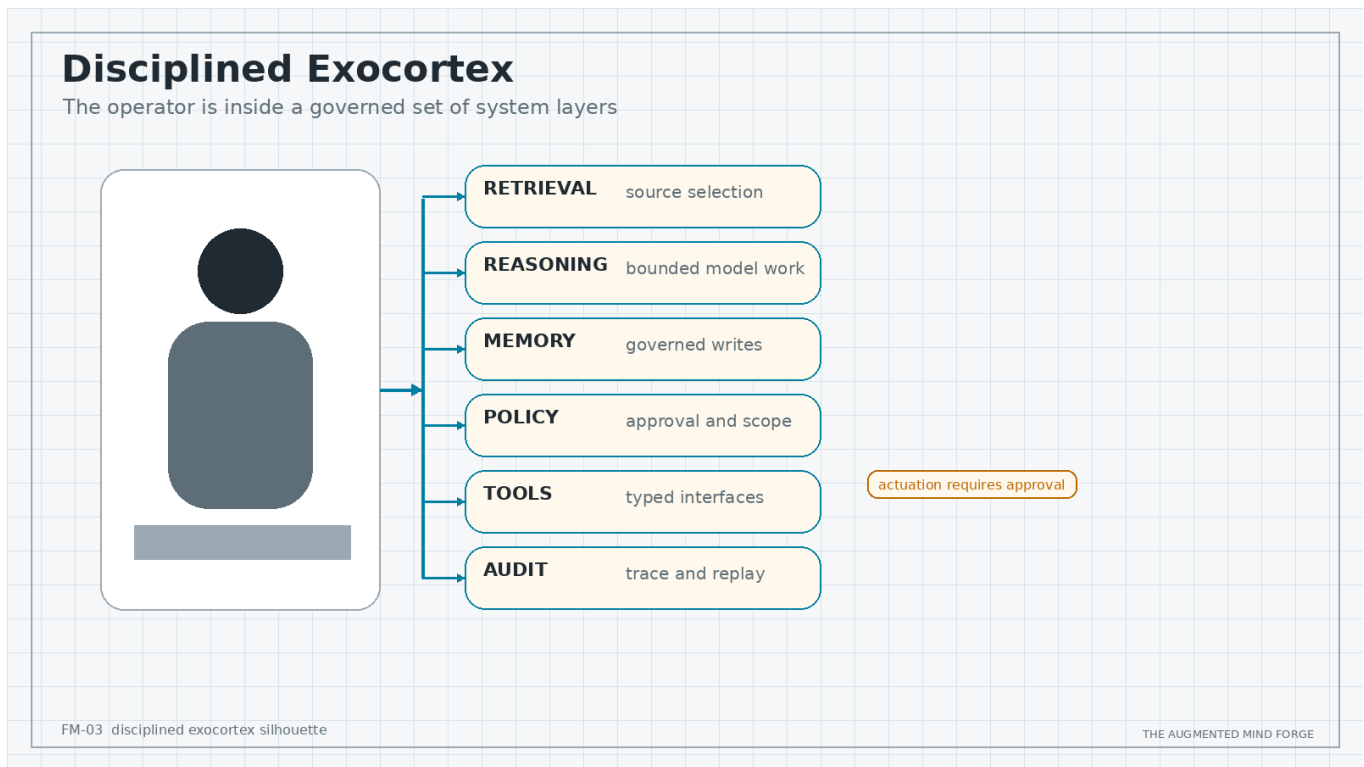 Disciplined Exocortex
The operator is inside a governed set of system layers
RETRIEVAL source selection
REASONING bounded model work
MEMORY governed writes
POLICY approval and scope
TOOLS typed interfaces
actuation requires approval
AUDIT trace and replay
FM-03 disciplined exocortex silhouette
THE AUGMENTED MIND FORGE